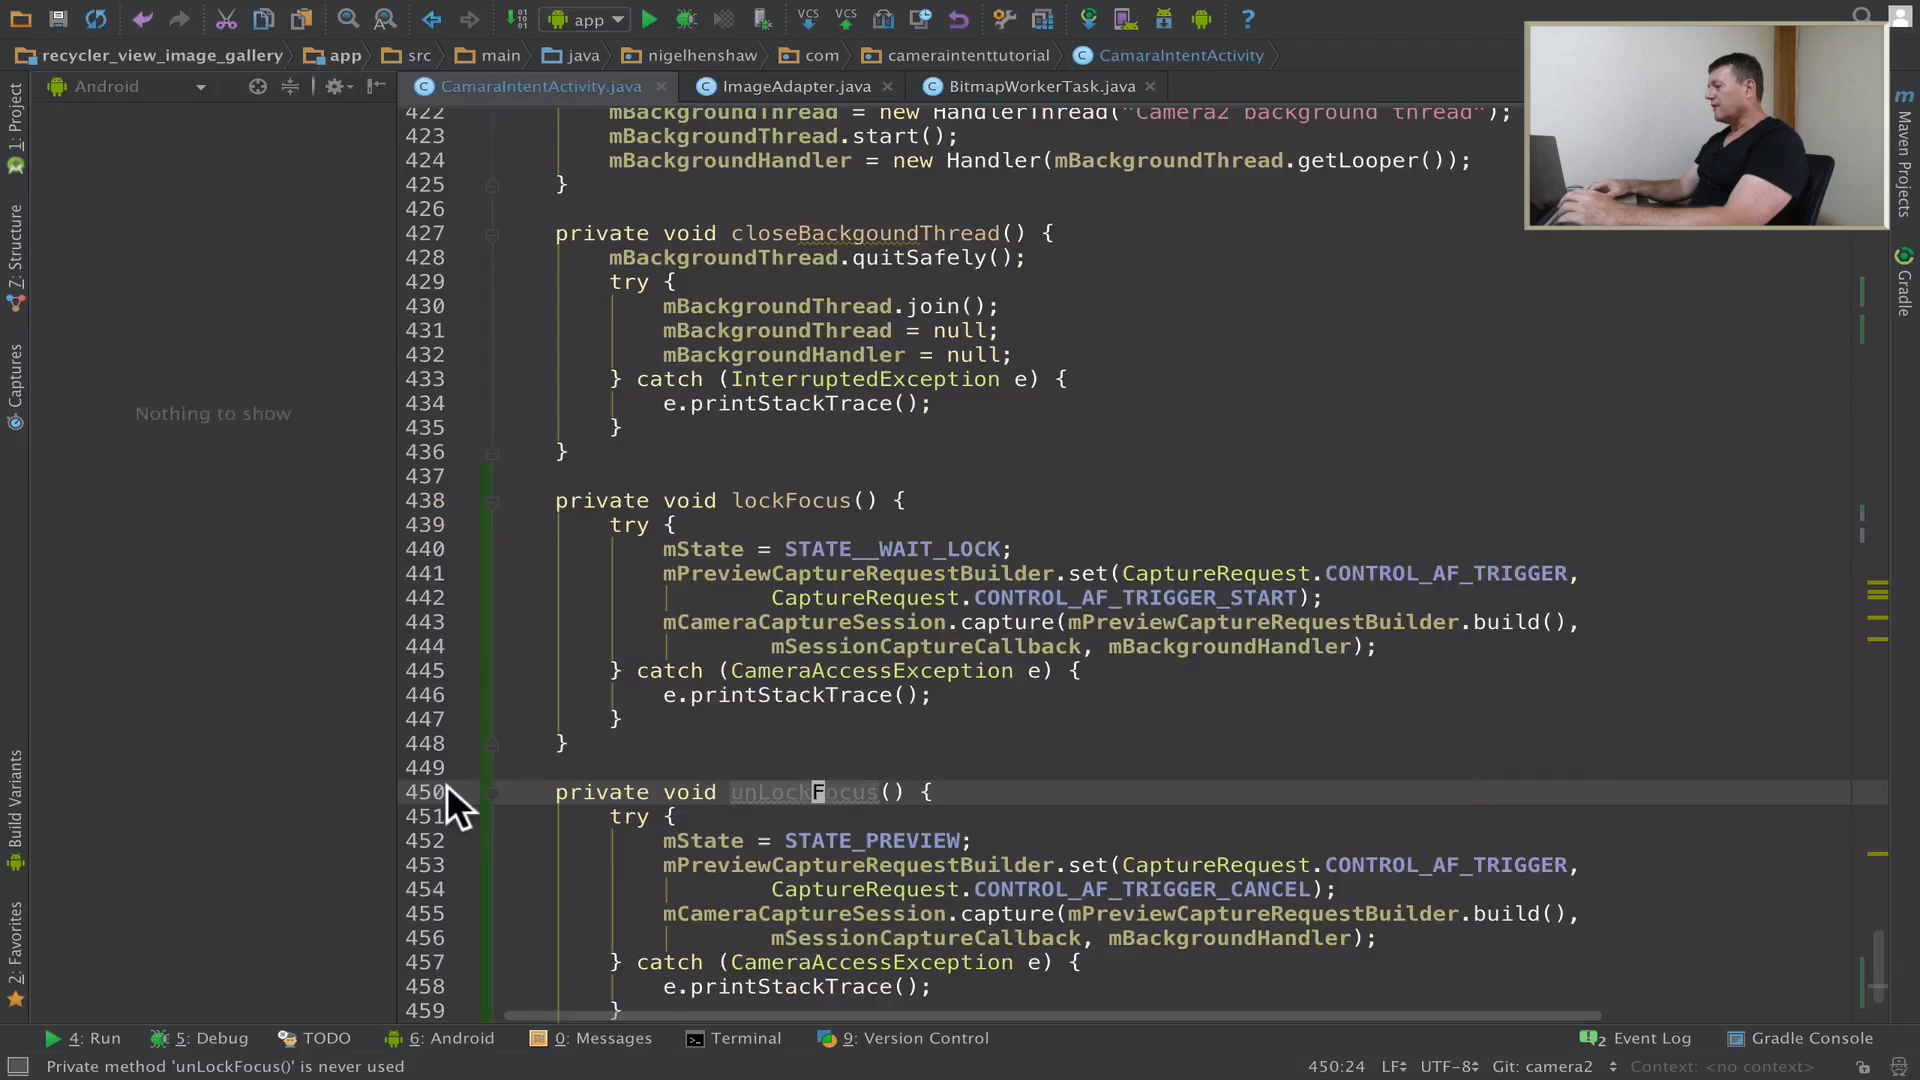 app
recycler_view_image_gallery app src main java nigelhenshaw com cameraintenttutorial CamaraIntentActivity
Android
CamaraIntentActivity.java ImageAdapter.java BitmapWorkerTask.java
1: Project
7: Structure
Captures
Build Variants
2: Favorites
Nothing to show
422 mBackgroundThread = new HandlerThread("Camera2 background thread");
423 mBackgroundThread.start();
424 mBackgroundHandler = new Handler(mBackgroundThread.getLooper());
425 }
426
427 private void closeBackgoundThread() {
428 mBackgroundThread.quitSafely();
429 try {
430 mBackgroundThread.join();
431 mBackgroundThread = null;
432 mBackgroundHandler = null;
433 } catch (InterruptedException e) {
434 e.printStackTrace();
435 }
436 }
437
438 private void lockFocus() {
439 try {
440 mState = STATE__WAIT_LOCK;
441 mPreviewCaptureRequestBuilder.set(CaptureRequest.CONTROL_AF_TRIGGER,
442 CaptureRequest.CONTROL_AF_TRIGGER_START);
443 mCameraCaptureSession.capture(mPreviewCaptureRequestBuilder.build(),
444 mSessionCaptureCallback, mBackgroundHandler);
445 } catch (CameraAccessException e) {
446 e.printStackTrace();
447 }
448 }
449
450 private void unLockFocus() {
451 try {
452 mState = STATE_PREVIEW;
453 mPreviewCaptureRequestBuilder.set(CaptureRequest.CONTROL_AF_TRIGGER,
454 CaptureRequest.CONTROL_AF_TRIGGER_CANCEL);
455 mCameraCaptureSession.capture(mPreviewCaptureRequestBuilder.build(),
456 mSessionCaptureCallback, mBackgroundHandler);
457 } catch (CameraAccessException e) {
458 e.printStackTrace();
459 }
m Maven Projects
Gradle
4: Run 5: Debug TODO 6: Android 0: Messages Terminal 9: Version Control 2 Event Log Gradle Console
Private method 'unLockFocus()' is never used 450:24 LF UTF-8 Git: camera2 Context: <no context>